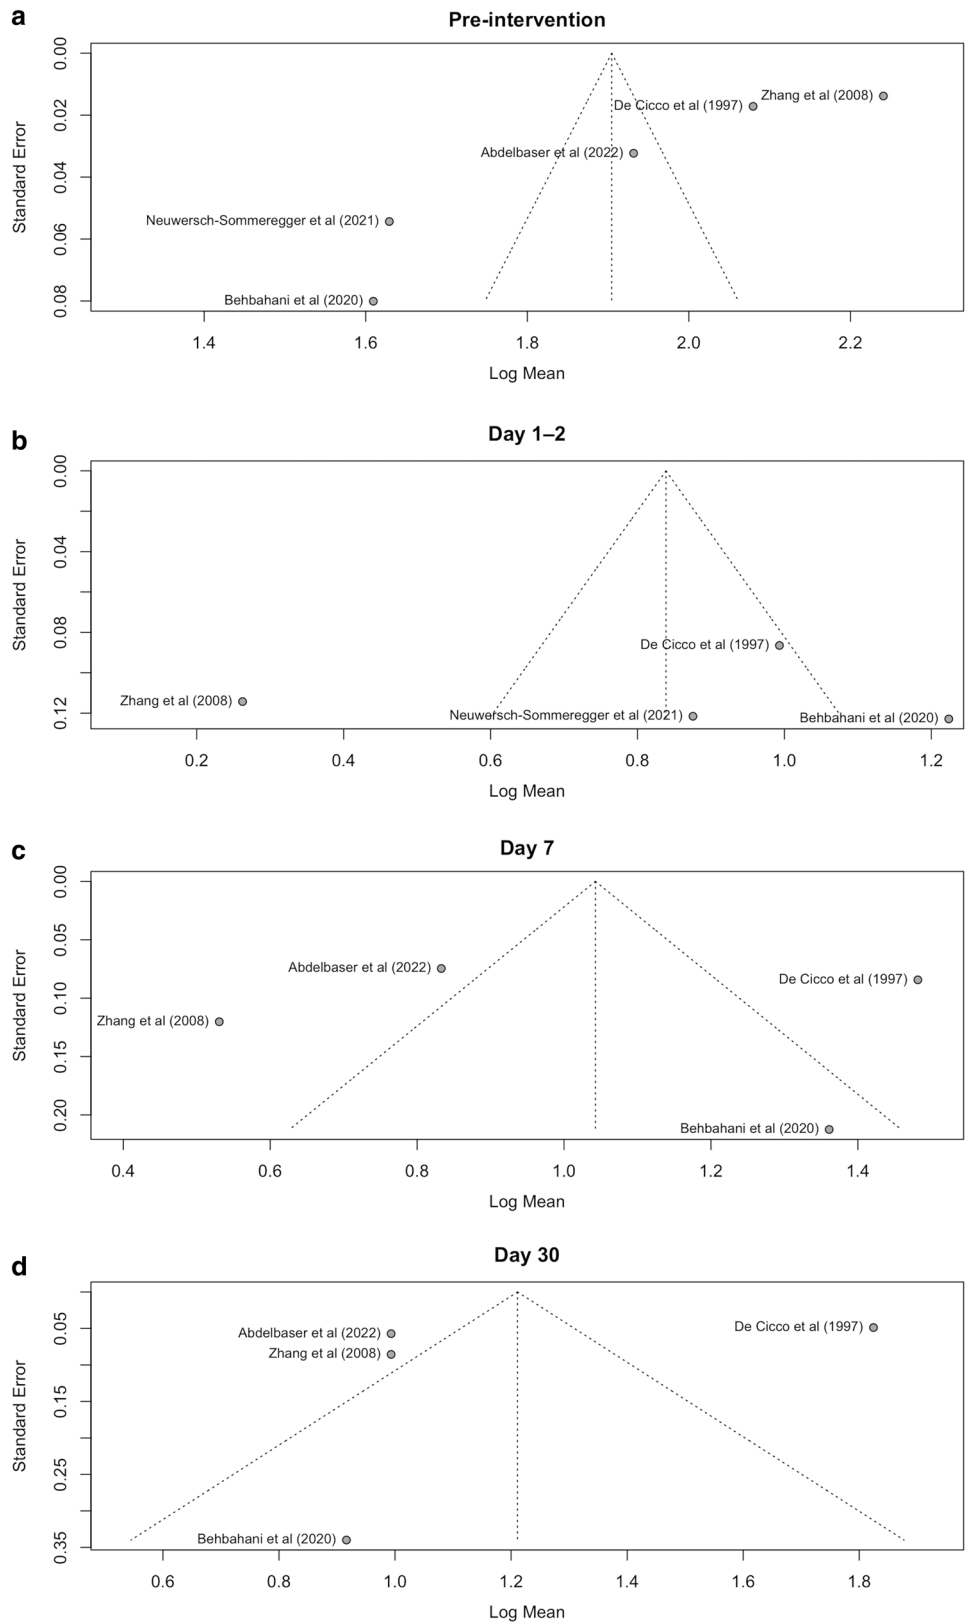 a
Pre-intervention
Standard Error
0.00
0.02
0.04
0.06
0.08
Zhang et al (2008)
De Cicco et al (1997)
Abdelbaser et al (2022)
Neuwersch-Sommeregger et al (2021)
Behbahani et al (2020)
1.4 1.6 1.8 2.0 2.2
Log Mean
b
Day 1–2
Standard Error
0.00
0.04
0.08
0.12
De Cicco et al (1997)
Zhang et al (2008)
Neuwersch-Sommeregger et al (2021)
Behbahani et al (2020)
0.2 0.4 0.6 0.8 1.0 1.2
Log Mean
c
Day 7
Standard Error
0.00
0.05
0.10
0.15
0.20
Abdelbaser et al (2022)
De Cicco et al (1997)
Zhang et al (2008)
Behbahani et al (2020)
0.4 0.6 0.8 1.0 1.2 1.4
Log Mean
d
Day 30
Standard Error
0.05
0.15
0.25
0.35
De Cicco et al (1997)
Abdelbaser et al (2022)
Zhang et al (2008)
Behbahani et al (2020)
0.6 0.8 1.0 1.2 1.4 1.6 1.8
Log Mean